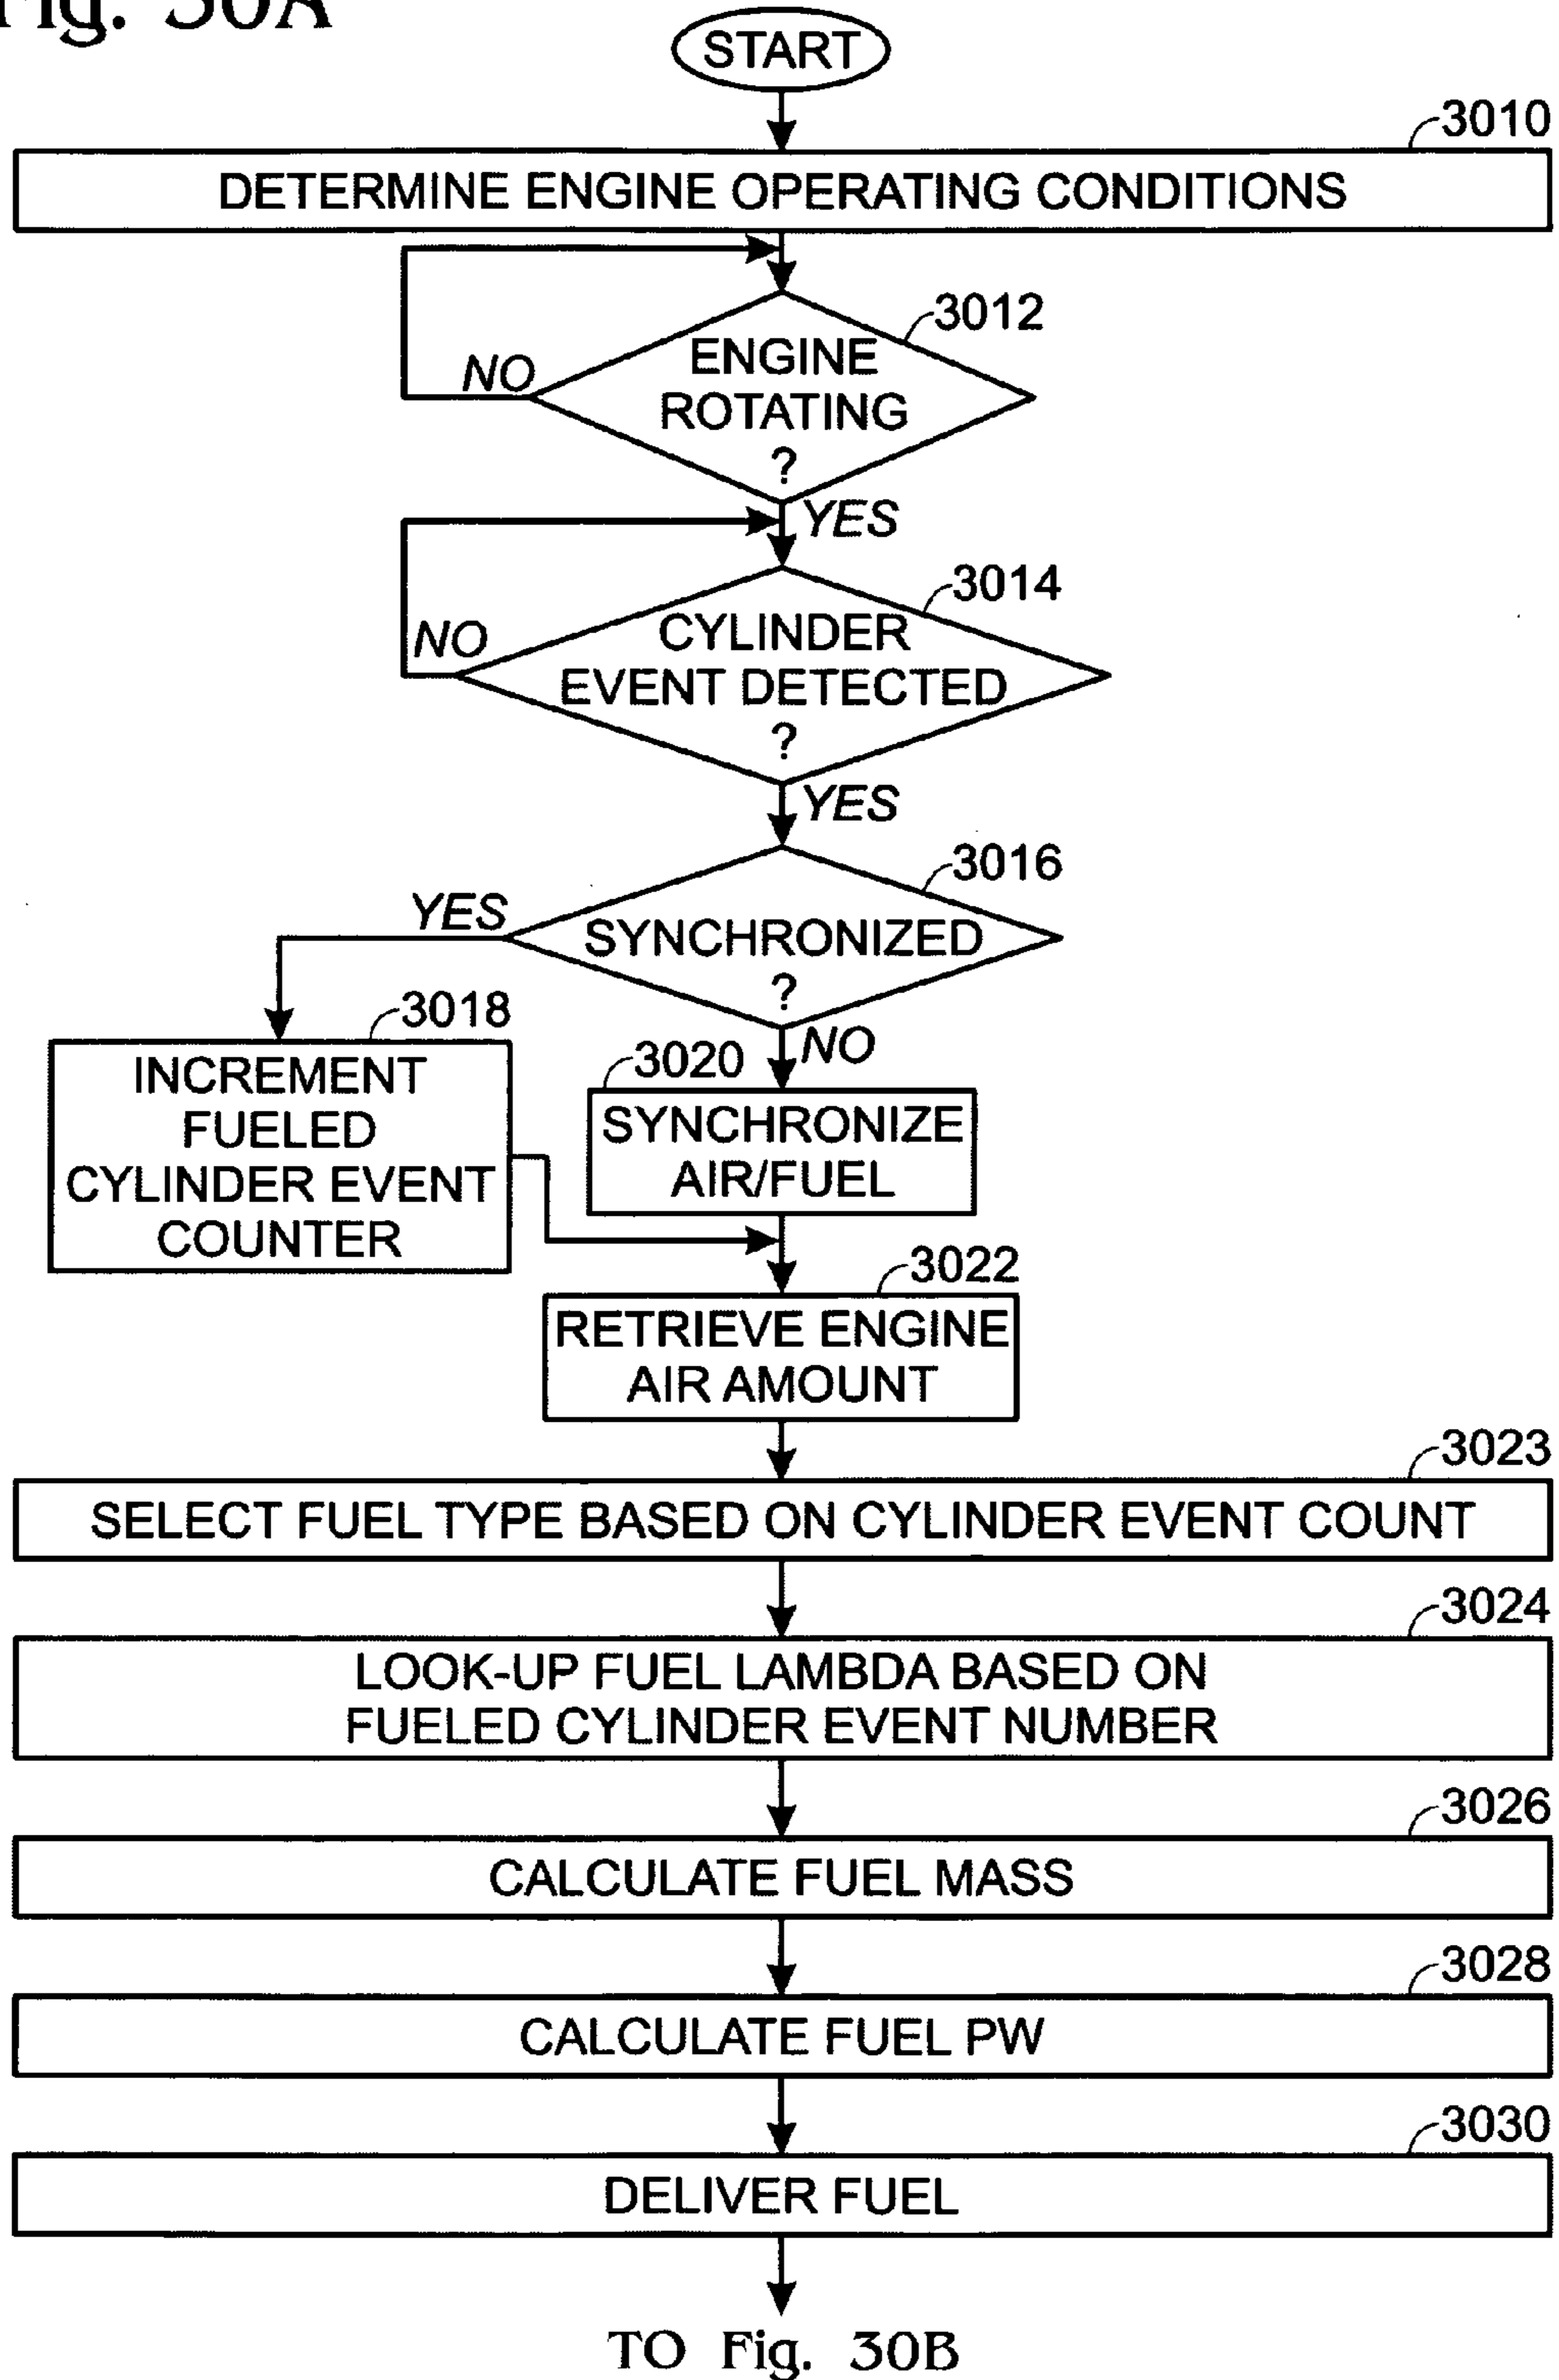 Fig. 30A
START
3010
DETERMINE ENGINE OPERATING CONDITIONS
3012
ENGINE
ROTATING
?
NO
YES
3014
CYLINDER
EVENT DETECTED
?
NO
YES
3016
SYNCHRONIZED
?
YES
NO
3018
INCREMENT
FUELED
CYLINDER EVENT
COUNTER
3020
SYNCHRONIZE
AIR/FUEL
3022
RETRIEVE ENGINE
AIR AMOUNT
3023
SELECT FUEL TYPE BASED ON CYLINDER EVENT COUNT
3024
LOOK-UP FUEL LAMBDA BASED ON
FUELED CYLINDER EVENT NUMBER
3026
CALCULATE FUEL MASS
3028
CALCULATE FUEL PW
3030
DELIVER FUEL
TO Fig. 30B